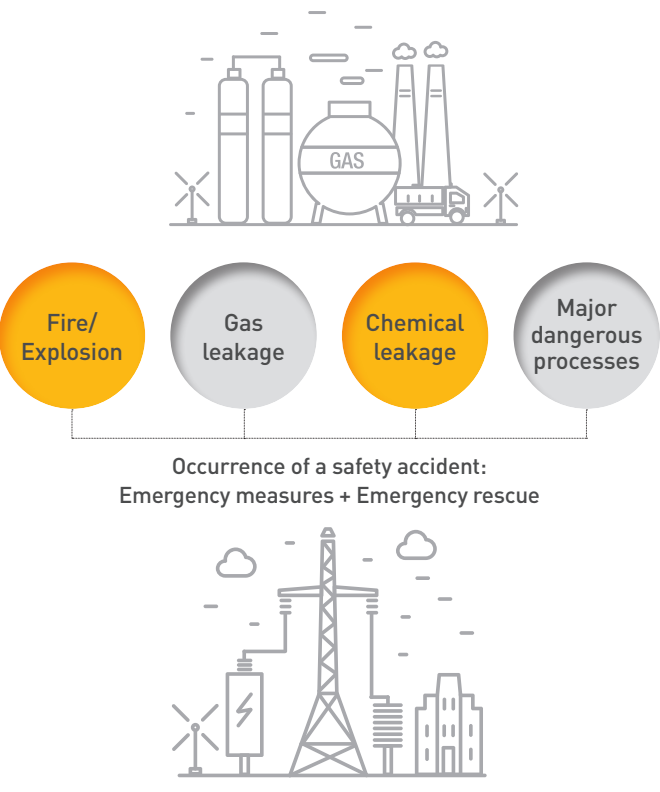 GAS
Fire/
Explosion
Gas
leakage
Chemical
leakage
Major
dangerous
processes
Occurrence of a safety accident:
Emergency measures + Emergency rescue